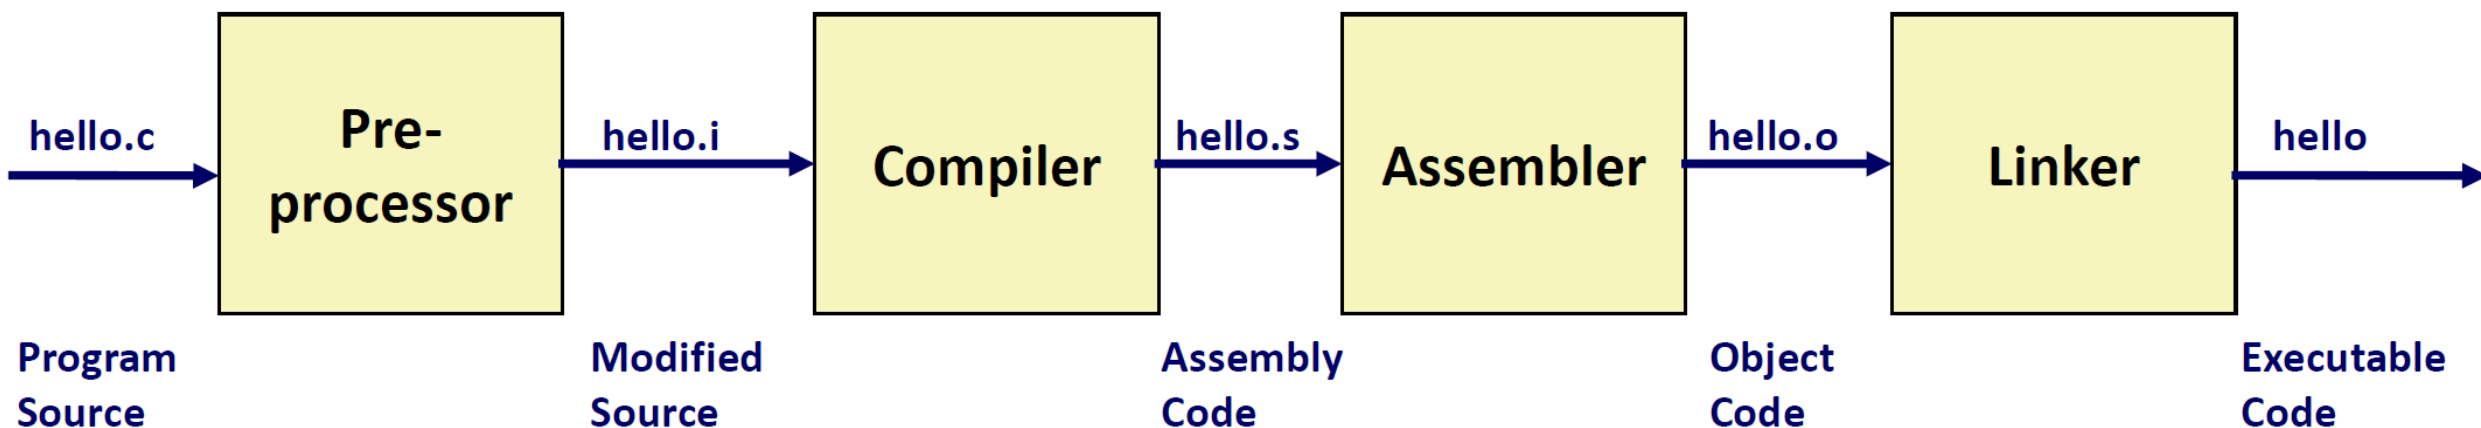 hello.c
Pre-
processor
hello.i
Compiler
hello.s
Assembler
hello.o
Linker
hello
Program
Source
Modified
Source
Assembly
Code
Object
Code
Executable
Code